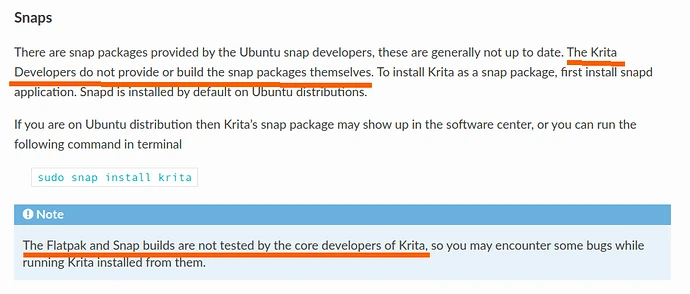 Snaps
There are snap packages provided by the Ubuntu snap developers, these are generally not up to date. The Krita
Developers do not provide or build the snap packages themselves. To install Krita as a snap package, first install snapd
application. Snapd is installed by default on Ubuntu distributions.
If you are on Ubuntu distribution then Krita’s snap package may show up in the software center, or you can run the
following command in terminal
sudo snap install krita
Note
The Flatpak and Snap builds are not tested by the core developers of Krita, so you may encounter some bugs while
running Krita installed from them.